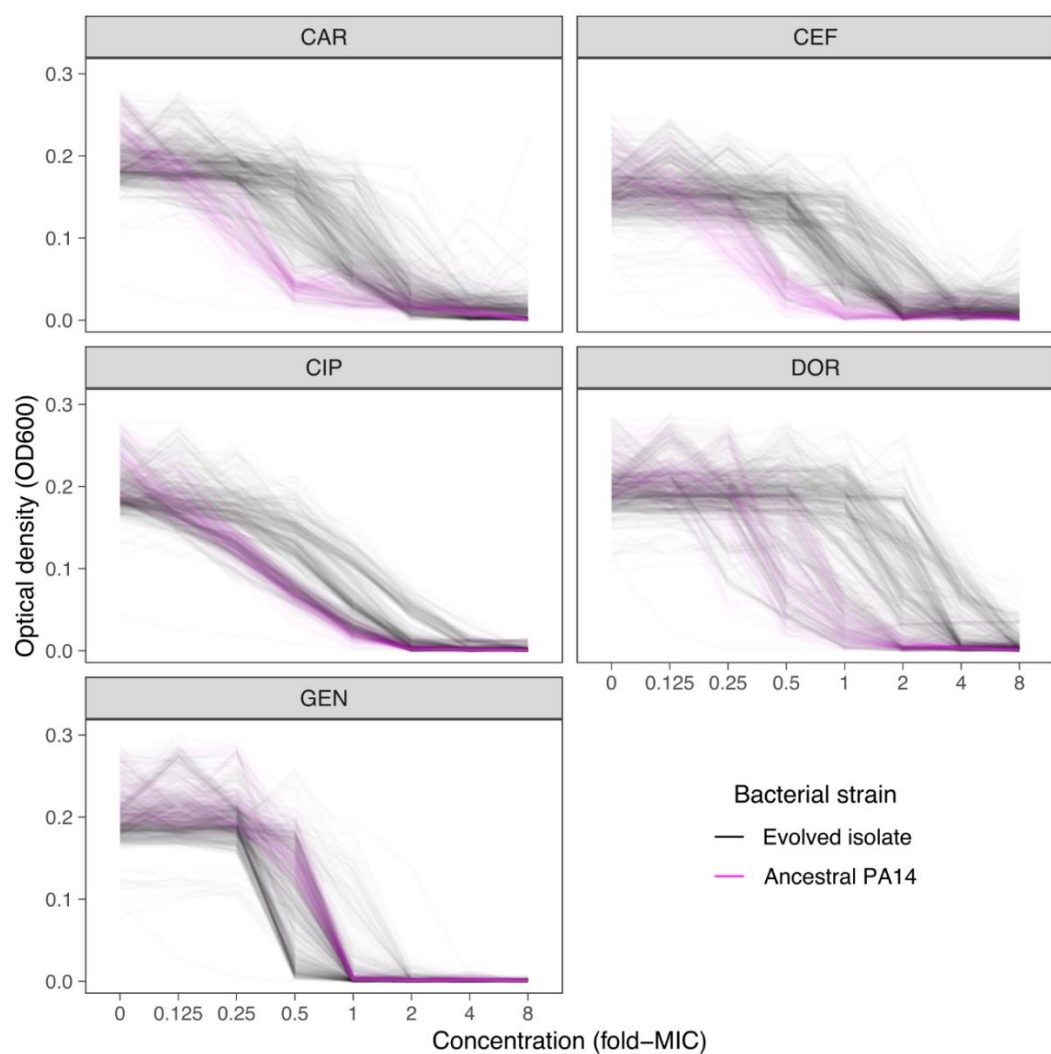 CAR
CEF
0.3
0.2
0.1
0.0
CIP
DOR
0.3
0.2
0.1
0.0
0 0.125 0.25 0.5 1 2 4 8
GEN
0.3
0.2
0.1
0.0
0 0.125 0.25 0.5 1 2 4 8
Optical density (OD600)
Concentration (fold−MIC)
Bacterial strain
Evolved isolate
Ancestral PA14